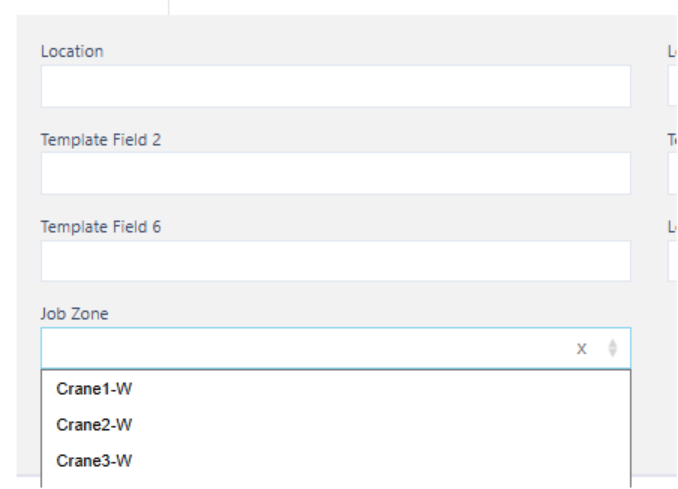 Location
Template Field 2
Template Field 6
Job Zone
x
Crane1-W
Crane2-W
Crane3-W